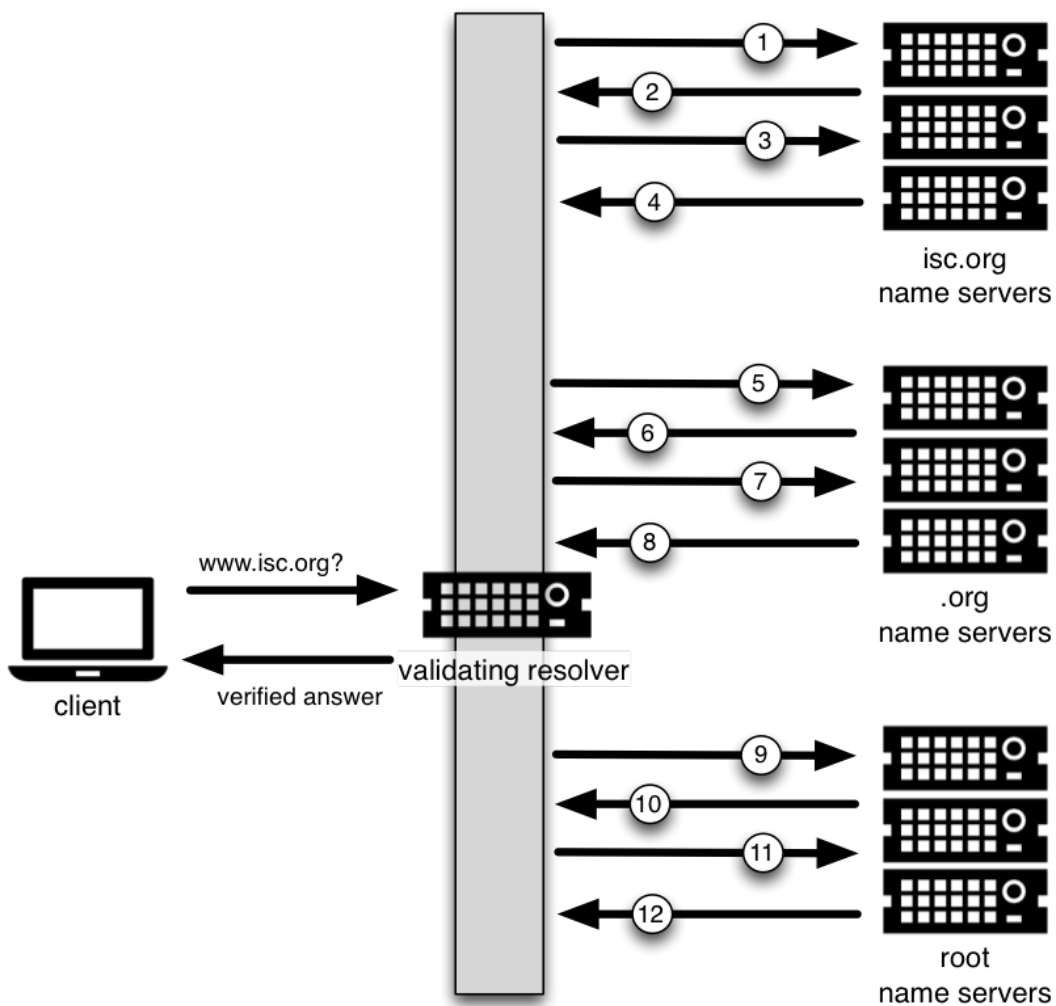 1
2
3
4
isc.org
name servers
5
6
7
8
.org
name servers
www.isc.org?
validating resolver
verified answer
client
9
10
11
12
root
name servers